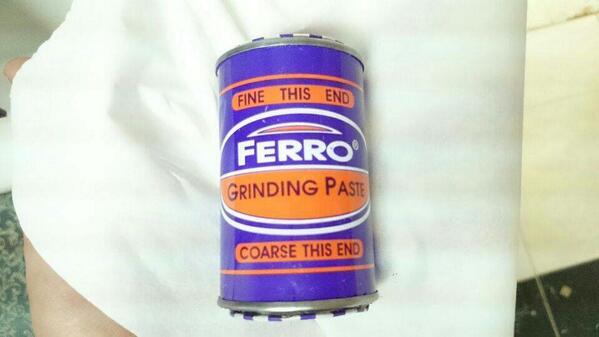 FINE THIS END
FERRO®
GRINDING PASTE
COARSE THIS END